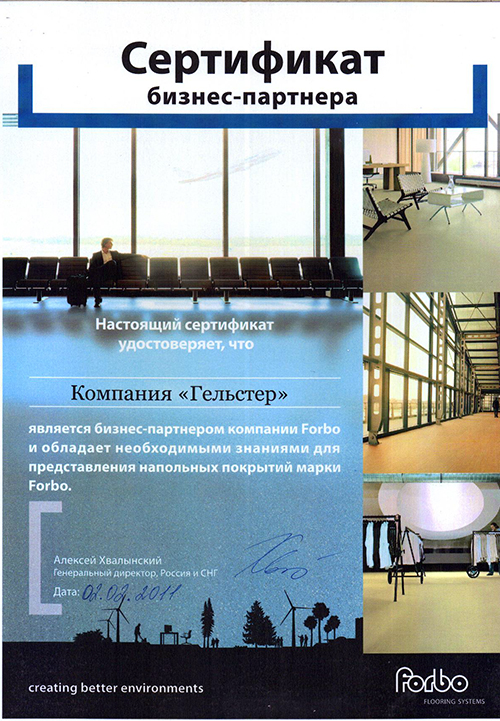 Сертификат
бизнес-партнера
Настоящий сертификат
удостоверяет, что
Компания «Гельстер»
является бизнес-партнером компании Forbo
и обладает необходимыми знаниями для
представления напольных покрытий марки
Forbo.
Алексей Хвалынский
Генеральный директор, Россия и СНГ
Дата: 02.02.2011
creating better environments
Forbo
FLOORING SYSTEMS